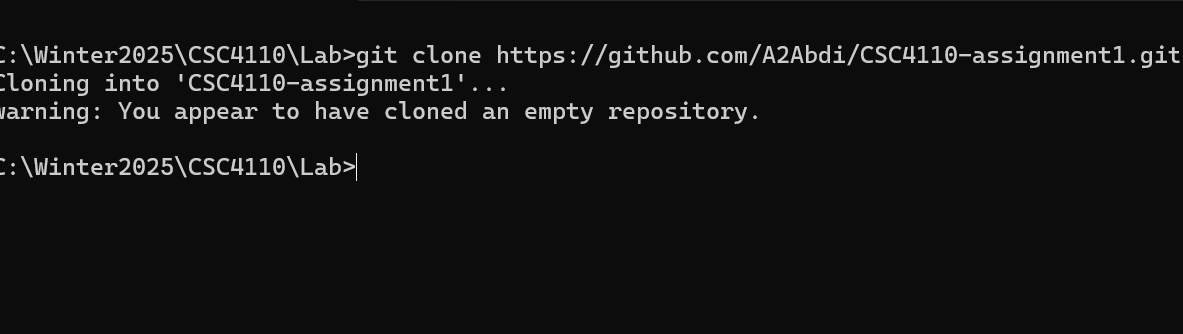 C:\Winter2025\CSC4110\Lab>git clone https://github.com/A2Abdi/CSC4110-assignment1.git
Cloning into 'CSC4110-assignment1'...
warning: You appear to have cloned an empty repository.
C:\Winter2025\CSC4110\Lab>